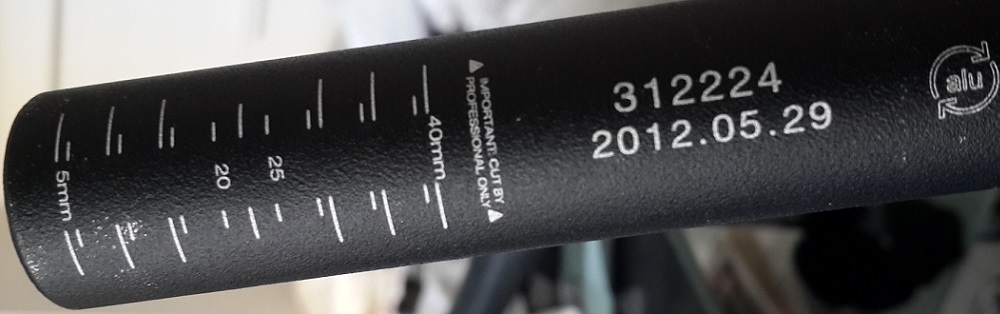 5mm
20
25
40mm
IMPORTANT: CUT BY
PROFESSIONAL ONLY
312224
2012.05.29
alu